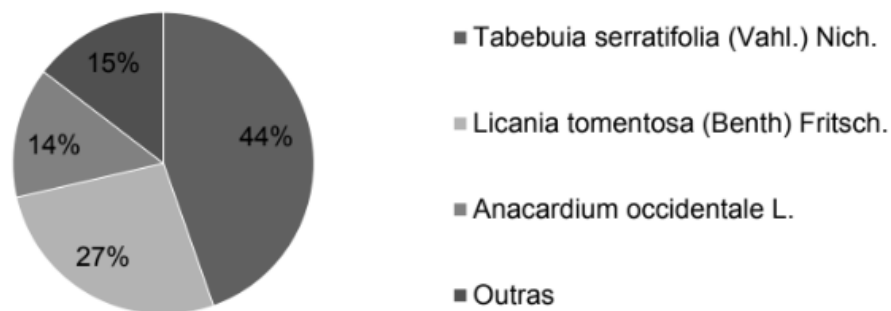 15%
44%
14%
27%
Tabebuia serratifolia (Vahl.) Nich.
Licania tomentosa (Benth) Fritsch.
Anacardium occidentale L.
Outras